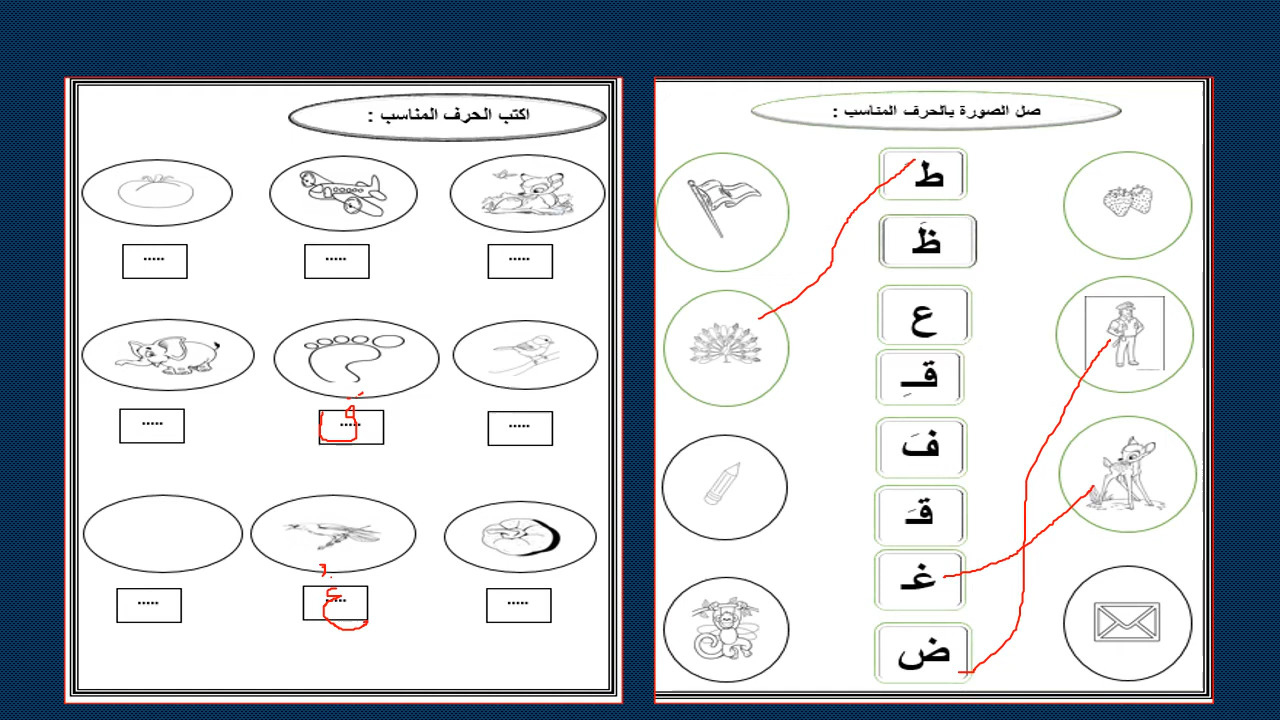 صل الصورة بالحرف المناسب :
ط
ظَ
ع
قِـ
فَ
قَـ
غـ
ض
اكتب الحرف المناسب :
..... ..... .....
..... ..... .....
..... ..... .....